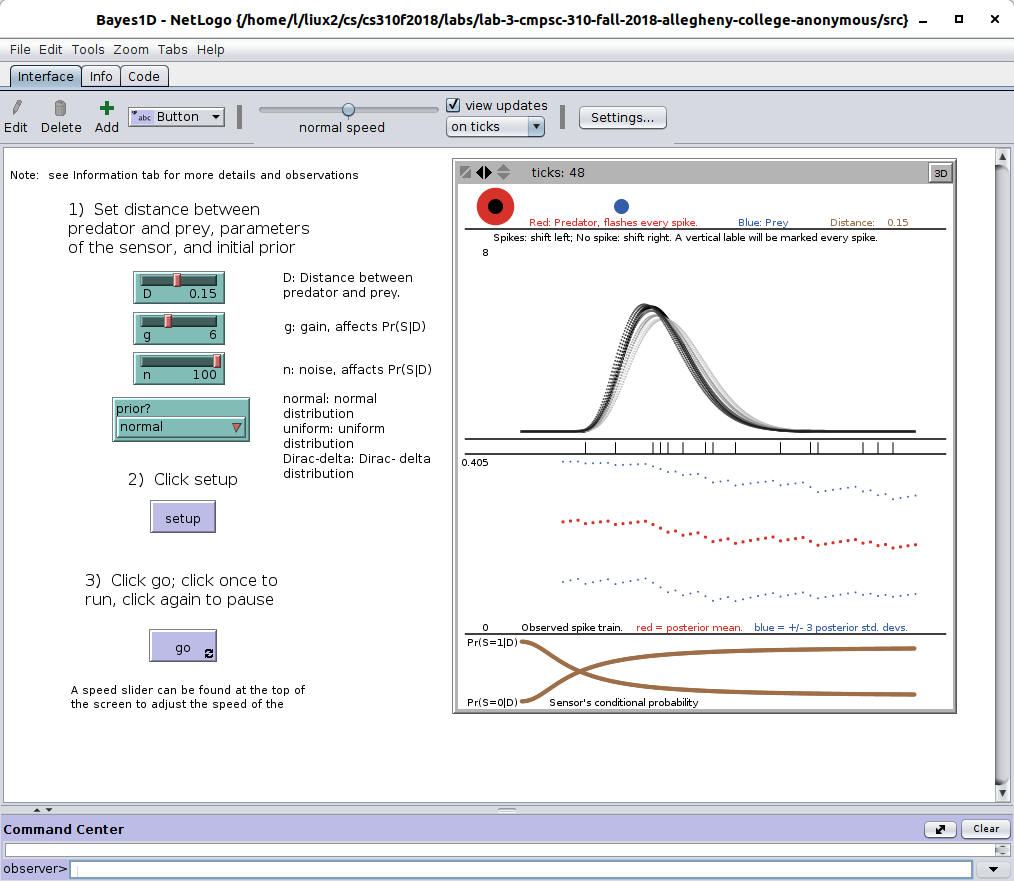 Bayes1D - NetLogo {/home/l/liux2/cs/cs310f2018/labs/lab-3-cmpsc-310-fall-2018-allegheny-college-anonymous/src}
File Edit Tools Zoom Tabs Help
Interface Info Code
Edit Delete Add abc Button normal speed view updates on ticks Settings...
Note: see Information tab for more details and observations
1) Set distance between
predator and prey, parameters
of the sensor, and initial prior
D 0.15
D: Distance between
predator and prey.
g 6
g: gain, affects Pr(S|D)
n 100
n: noise, affacts Pr(S|D)
prior?
normal
normal: normal
distribution
uniform: uniform
distribution
Dirac-delta: Dirac- delta
distribution
2) Click setup
setup
3) Click go; click once to
run, click again to pause
go
A speed slider can be found at the top of
the screen to adjust the speed of the
ticks: 48
3D
Red: Predator, flashes every spike. Blue: Prey Distance: 0.15
Spikes: shift left; No spike: shift right. A vertical lable will be marked every spike.
8
0.405
0 Observed spike train. red = posterior mean. blue = +/- 3 posterior std. devs.
Pr(S=1|D)
Pr(S=0|D) Sensor's conditional probability
Command Center
Clear
observer>